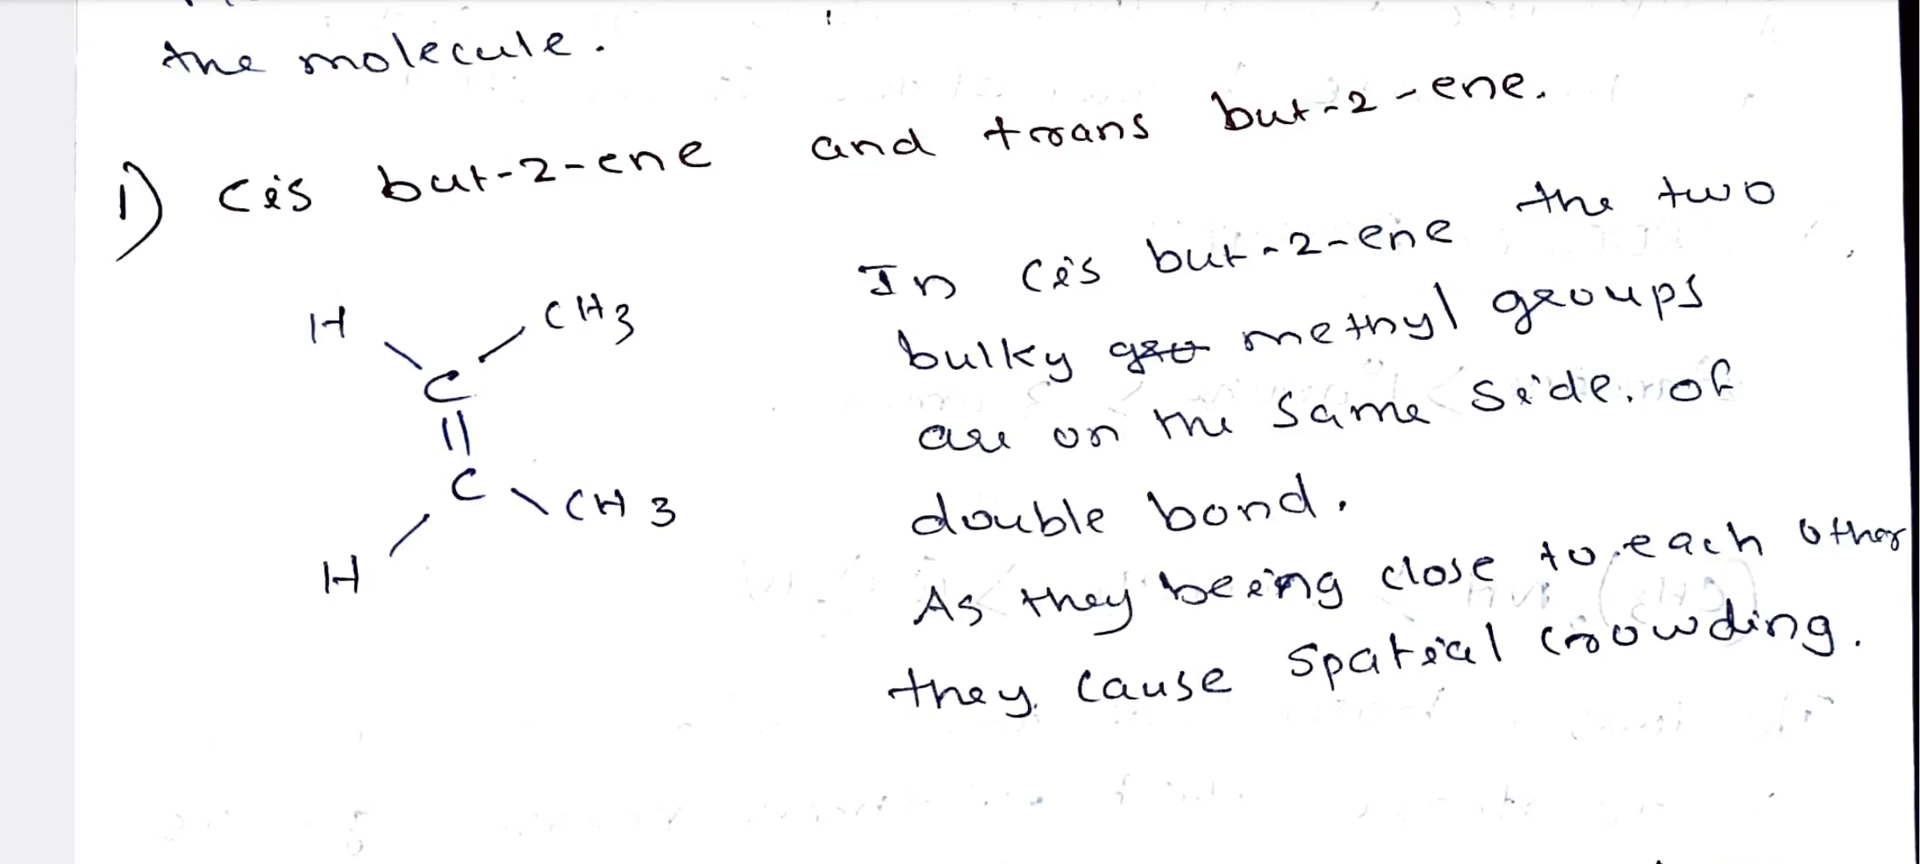 the molecule.
1) Cis but-2-ene and trans but-2-ene.
H CH3
C
||
C CH3
H
In Cis but-2-ene the two
bulky gro methyl groups
are on the same side. of
double bond.
As they being close to each other
they cause spatial crowding.